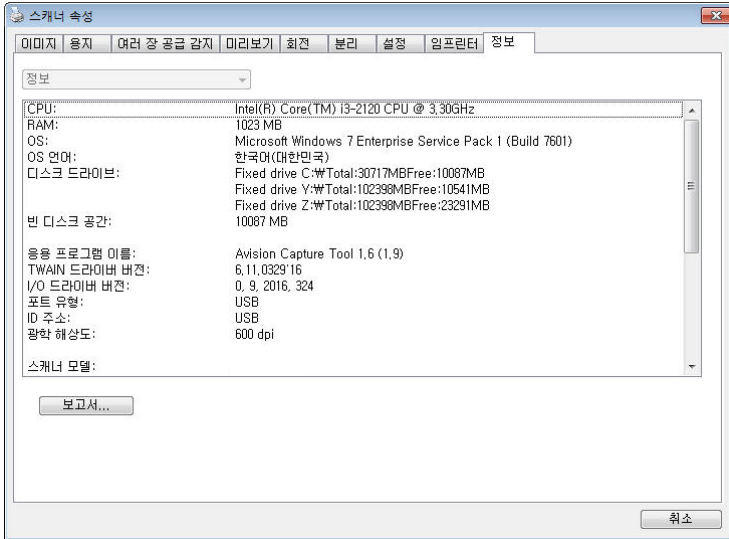 스캐너 속성
이미지 용지 여러 장 공급 감지 미리보기 회전 분리 설정 임프린터 정보
정보
CPU: Intel(R) Core(TM) i3-2120 CPU @ 3.30GHz
RAM: 1023 MB
OS: Microsoft Windows 7 Enterprise Service Pack 1 (Build 7601)
OS 언어: 한국어(대한민국)
디스크 드라이브: Fixed drive C:₩Total:30717MBFree:10087MB
Fixed drive Y:₩Total:102398MBFree:10541MB
Fixed drive Z:₩Total:102398MBFree:23291MB
빈 디스크 공간: 10087 MB
응용 프로그램 이름: Avision Capture Tool 1.6 (1.9)
TWAIN 드라이버 버전: 6.11.0329'16
I/O 드라이버 버전: 0, 9, 2016, 324
포트 유형: USB
ID 주소: USB
광학 해상도: 600 dpi
스캐너 모델:
보고서...
취소